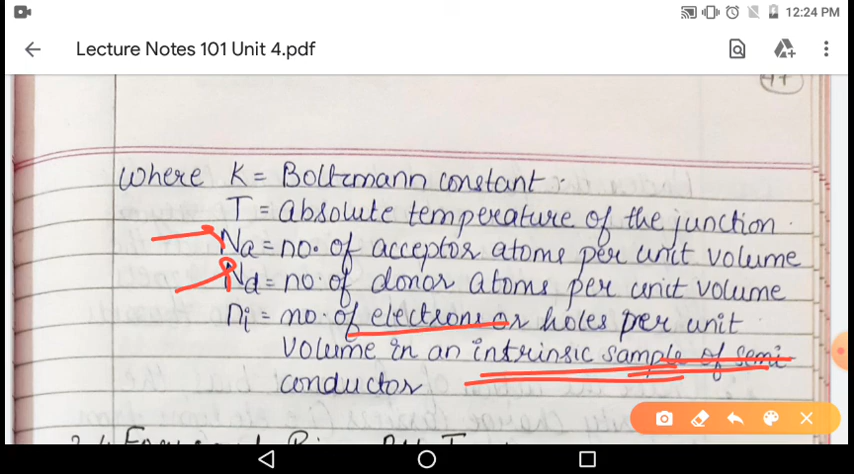 12:24 PM
Lecture Notes 101 Unit 4.pdf
where K = Boltzmann constant.
T = absolute temperature of the junction.
Na = no. of acceptor atoms per unit volume
Nd = no. of donor atoms per unit volume
ni = no. of electrons or holes per unit
volume in an intrinsic sample of semi
conductor